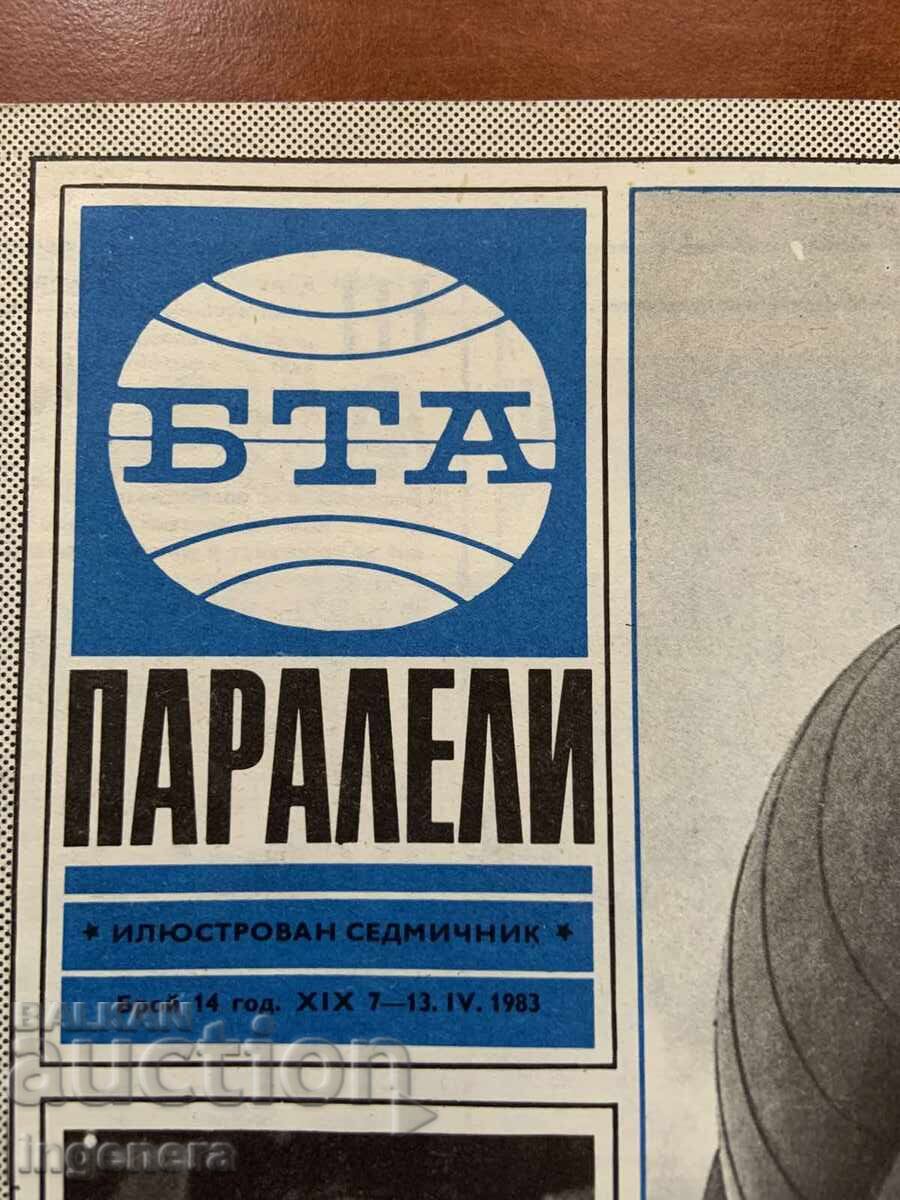 БТА
ПАРАЛЕЛИ
★ ИЛЮСТРОВАН СЕДМИЧНИК ★
Брой 14 год. XIX 7—13. IV. 1983
BALKAN
auction
ingenera